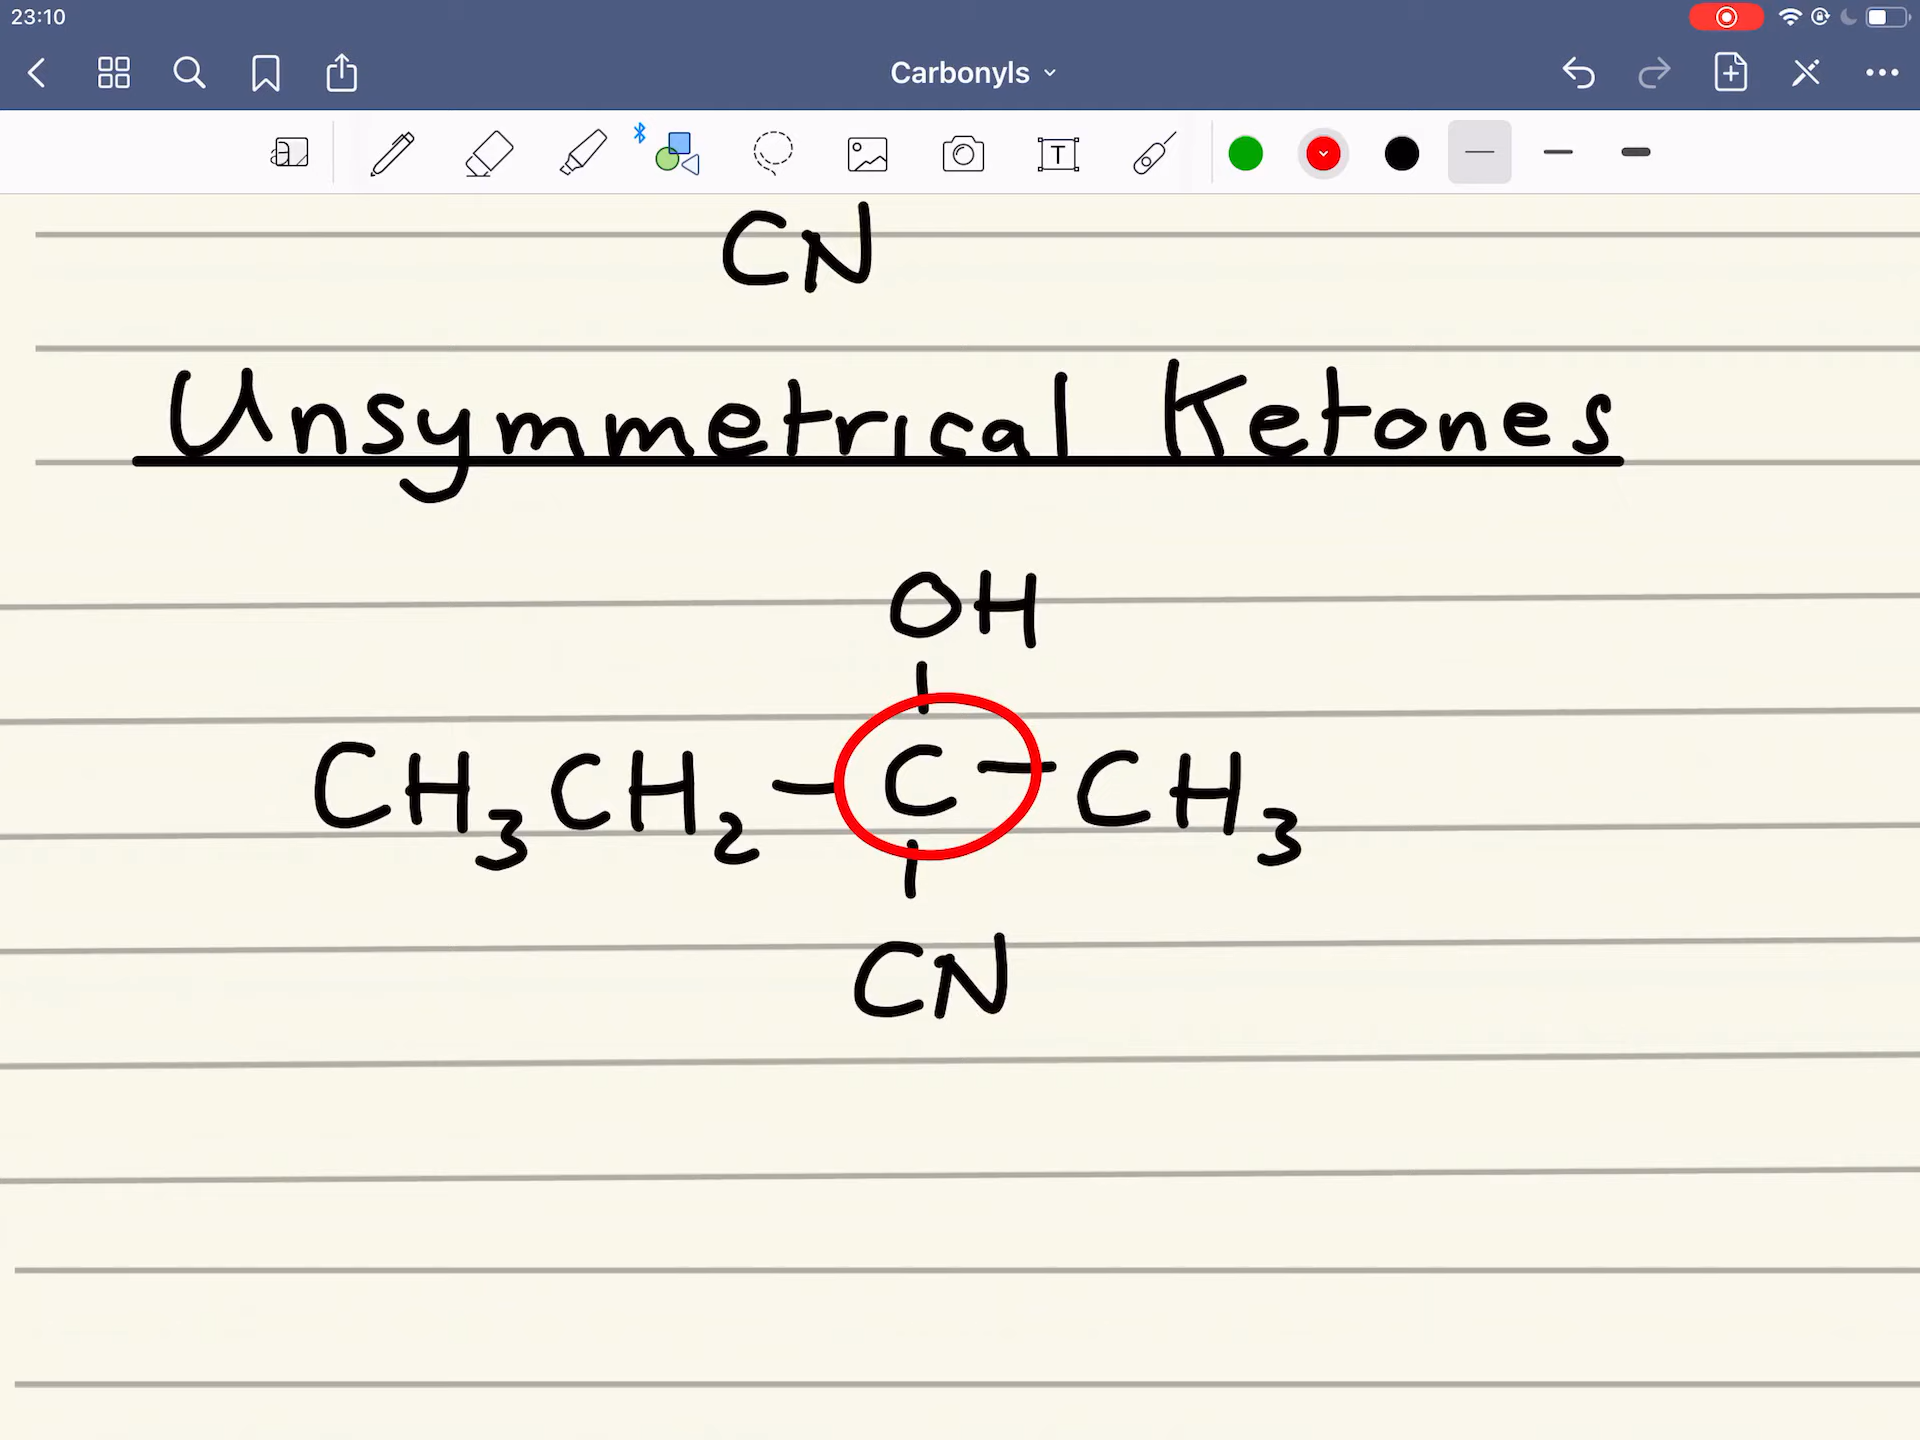 23:10
Carbonyls
CN
Unsymmetrical Ketones
OH
CH₃CH₂ - C - CH₃
CN